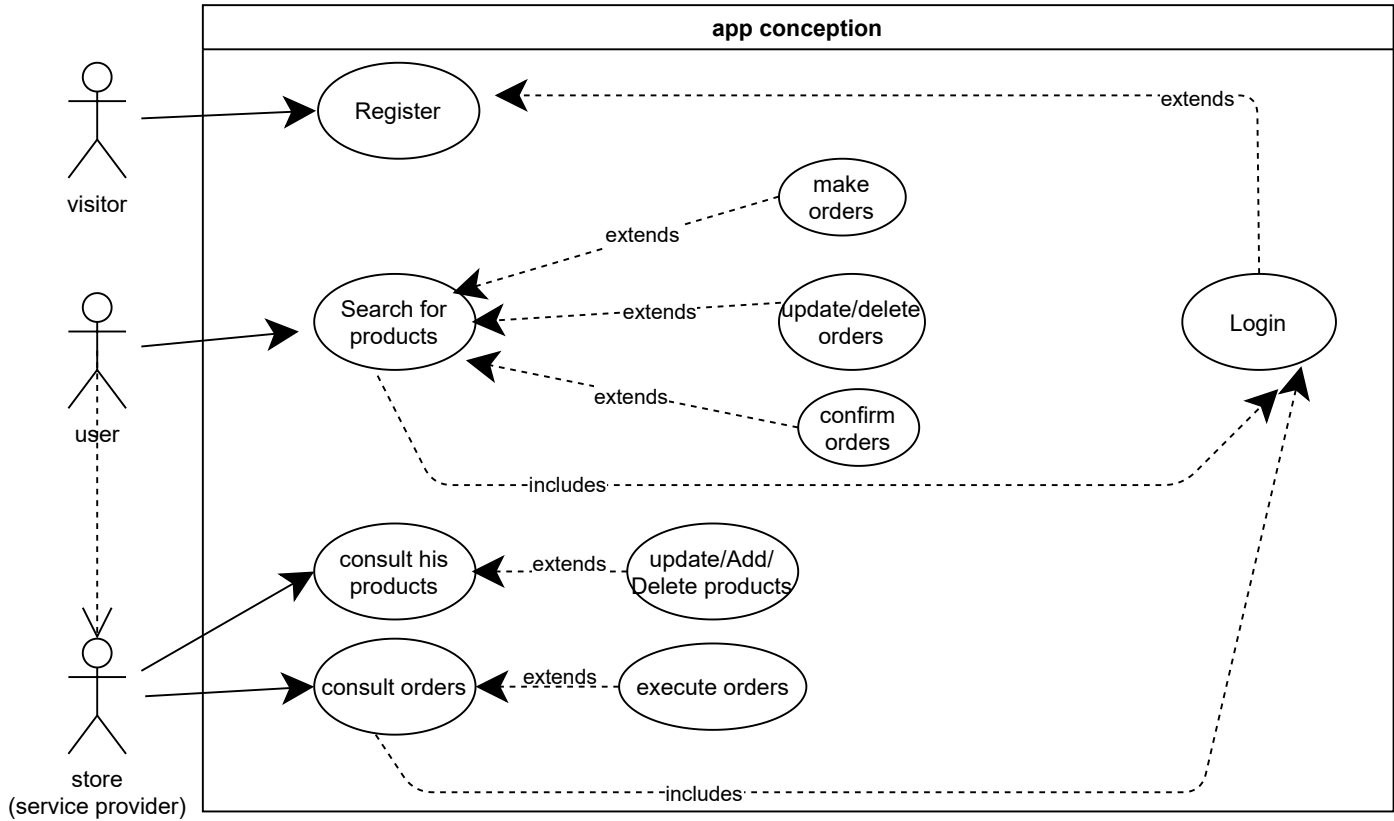 app conception
Register
extends
visitor
make
orders
extends
Search for
products
extends
update/delete
orders
Login
user
extends
confirm
orders
includes
consult his
products
extends
update/Add/
Delete products
consult orders
extends
execute orders
store
(service provider)
includes